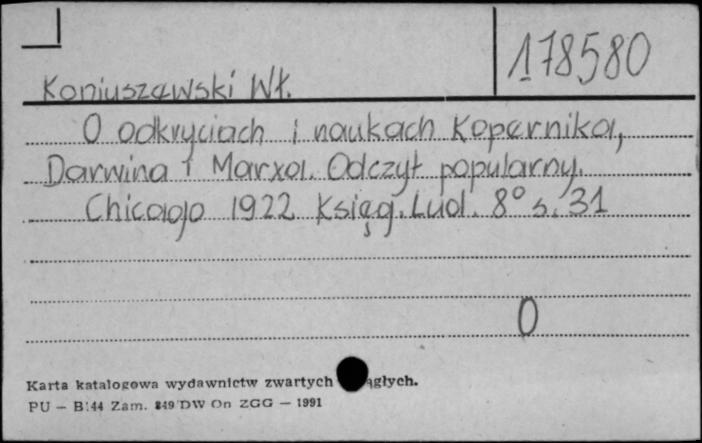 178580
Koniuszewski Wł.
O odkryciach i naukach Kopernika,
Darwina i Marxa. Odczyt popularny.
Chicago 1922 Księg. Lud. 8° s. 31
0
Karta katalogowa wydawnictw zwartych ągłych.
PU — B.44 Zam. 849 DW On ZGG — 1991